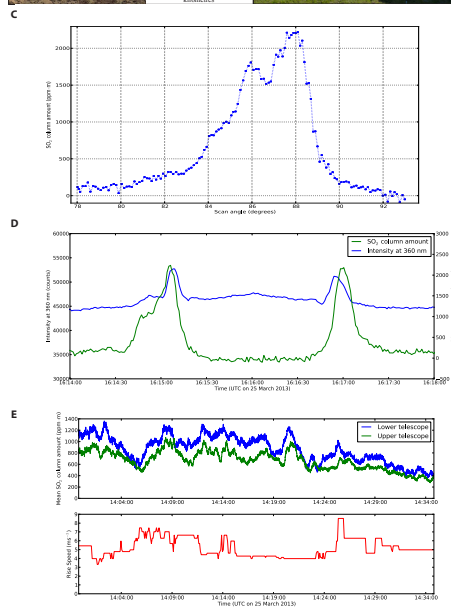 C
2000
1500
1000
500
0
SO2 column amount (ppm m)
78 80 82 84 86 88 90 92
Scan angle (degrees)
D
60000 3000
55000 2500
50000 2000
45000 1500
40000 1000
35000 0
30000 500
SO2 column amount
Intensity at 360 nm
Intensity at 360 nm (counts)
16:14:00 16:14:30 16:15:00 16:15:30 16:16:00 16:16:30 16:17:00 16:17:30 16:18:00
Time (UTC on 25 March 2013)
E
1400
1200
1000
800
600
400
200
0
Mean SO2 column amount (ppm m)
Lower telescope
Upper telescope
14:04:00 14:09:00 14:14:00 14:19:00 14:24:00 14:29:00 14:34:00
9
8
7
6
5
4
3
2
1
0
Rise Speed (ms⁻¹)
14:04:00 14:09:00 14:14:00 14:19:00 14:24:00 14:29:00 14:34:00
Time (UTC on 25 March 2013)